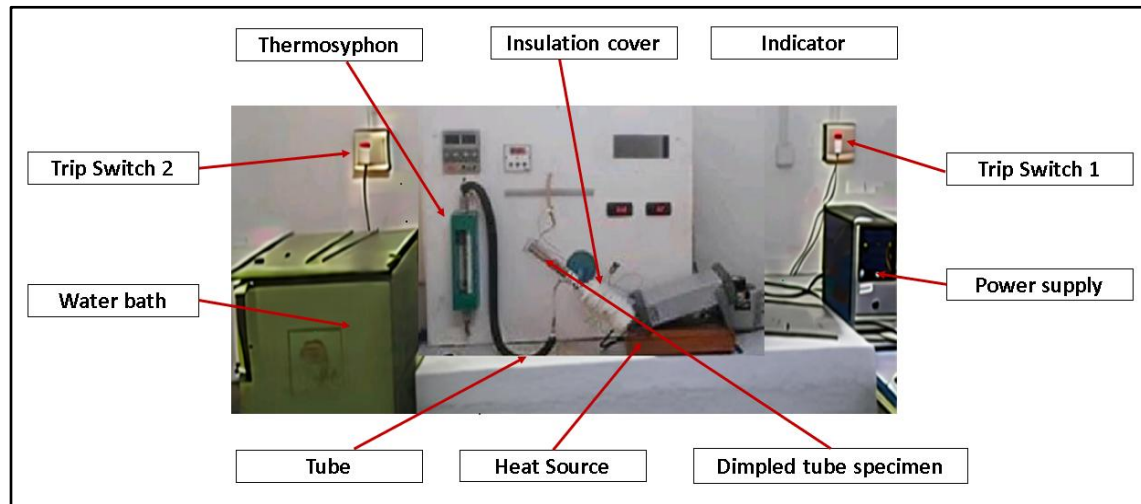 Thermosyphon
Insulation cover
Indicator
Trip Switch 2
Trip Switch 1
Water bath
Power supply
Tube
Heat Source
Dimpled tube specimen